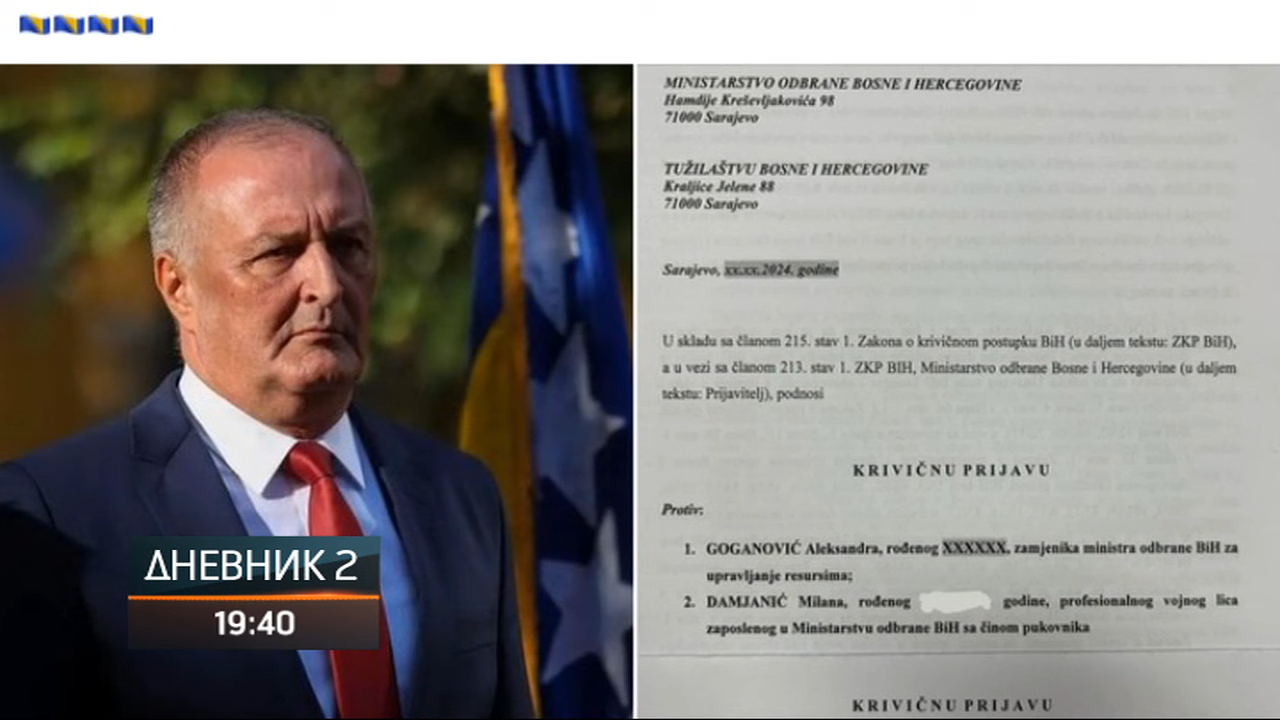 ДНЕВНИК 2
19:40
MINISTARSTVO ODBRANE BOSNE I HERCEGOVINE
Hamdije Kreševljakovića 98
71000 Sarajevo
TUŽILAŠTVU BOSNE I HERCEGOVINE
Kraljice Jelene 88
71000 Sarajevo
Sarajevo, xx.xx.2024. godine
U skladu sa članom 215. stav 1. Zakona o krivičnom postupku BiH (u daljem tekstu: ZKP BiH),
a u vezi sa članom 213. stav 1. ZKP BIH, Ministarstvo odbrane Bosne i Hercegovine (u daljem
tekstu: Prijavitelj), podnosi
KRIVIČNU PRIJAVU
Protiv:
1. GOGANOVIĆ Aleksandra, rođenog XXXXXX, zamjenika ministra odbrane BiH za
upravljanje resursima;
2. DAMJANIĆ Milana, rođenog godine, profesionalnog vojnog lica
zaposlenog u Ministarstvu odbrane BiH sa činom pukovnika
KRIVIČNU PRIJAVU